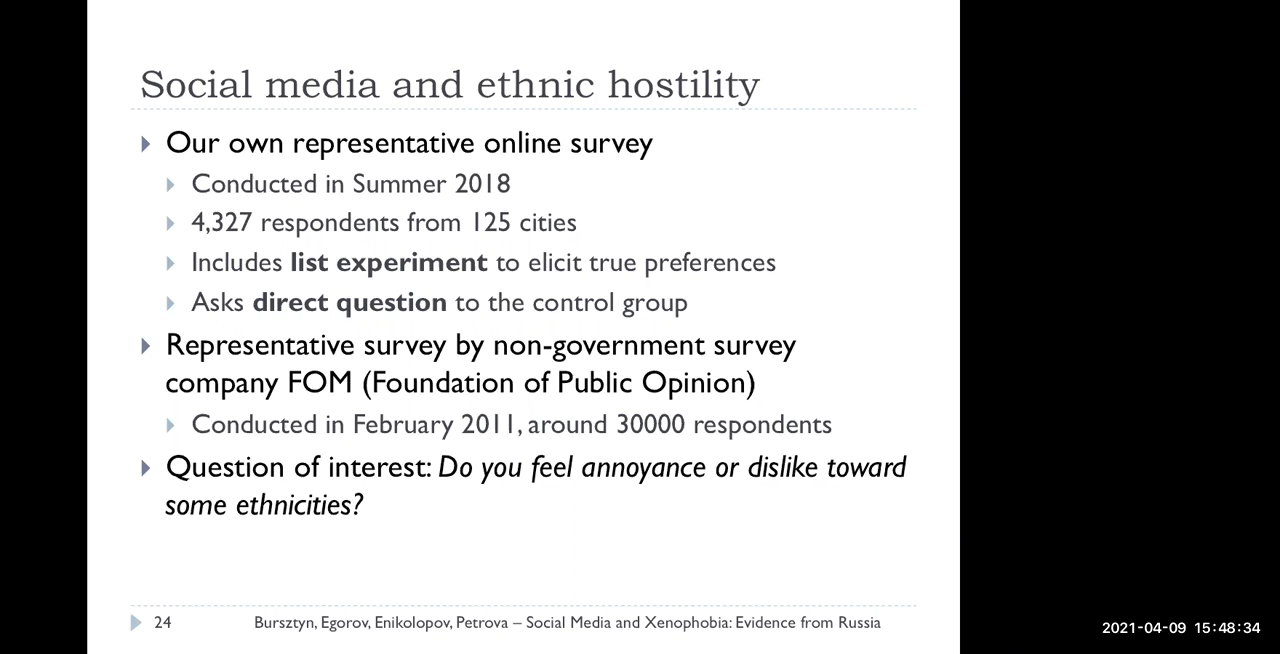 Social media and ethnic hostility
Our own representative online survey
Conducted in Summer 2018
4,327 respondents from 125 cities
Includes list experiment to elicit true preferences
Asks direct question to the control group
Representative survey by non-government survey
company FOM (Foundation of Public Opinion)
Conducted in February 2011, around 30000 respondents
Question of interest: Do you feel annoyance or dislike toward
some ethnicities?
24 Bursztyn, Egorov, Enikolopov, Petrova – Social Media and Xenophobia: Evidence from Russia
2021-04-09 15:48:34